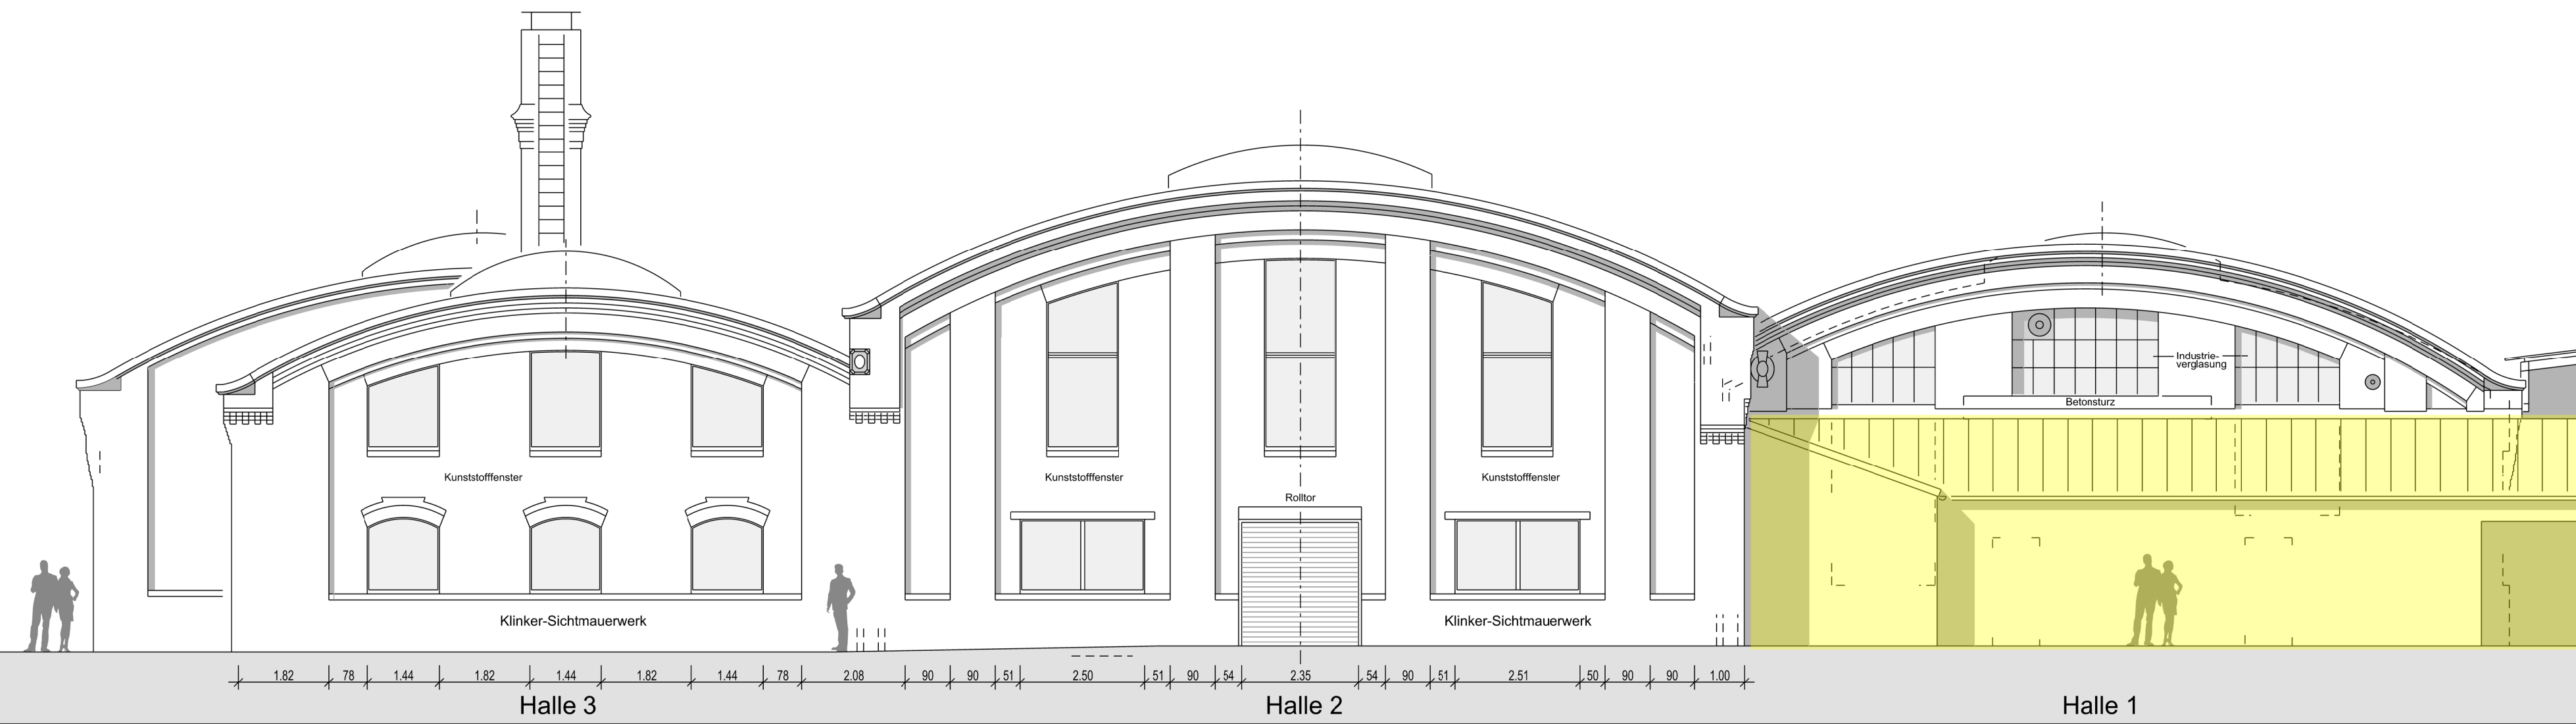 Industrie-
verglasung
Betonsturz
Kunststofffenster
Kunststofffenster
Kunststofffenster
Rolltor
Klinker-Sichtmauerwerk
Klinker-Sichtmauerwerk
1.82 78 1.44 1.82 1.44 1.82 1.44 78 2.08 90 90 51 2.50 51 90 54 2.35 54 90 51 2.51 50 90 90 1.00
Halle 3
Halle 2
Halle 1